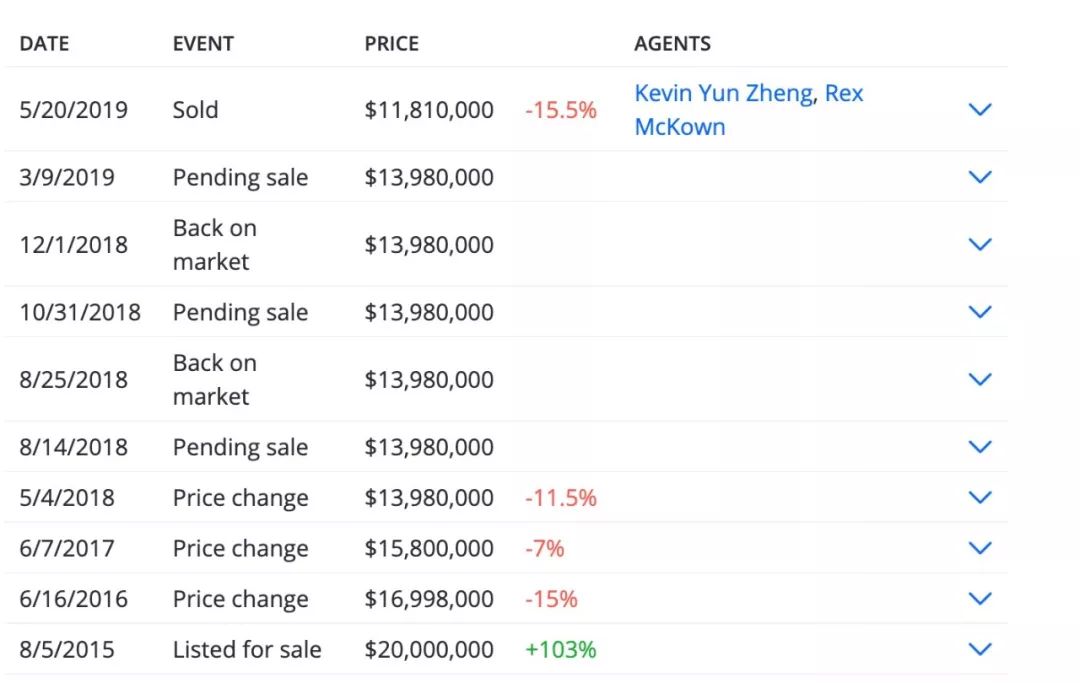 DATE EVENT PRICE AGENTS
5/20/2019 Sold $11,810,000 -15.5% Kevin Yun Zheng, Rex
McKown
3/9/2019 Pending sale $13,980,000
12/1/2018 Back on
market $13,980,000
10/31/2018 Pending sale $13,980,000
8/25/2018 Back on
market $13,980,000
8/14/2018 Pending sale $13,980,000
5/4/2018 Price change $13,980,000 -11.5%
6/7/2017 Price change $15,800,000 -7%
6/16/2016 Price change $16,998,000 -15%
8/5/2015 Listed for sale $20,000,000 +103%